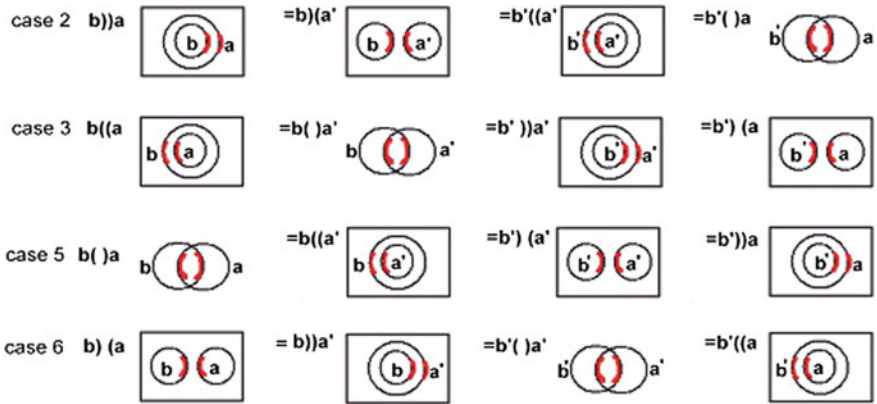 case 2 b))a =b)(a' =b'((a' =b'( )a
b a b a' b' a' b' a
case 3 b((a =b( )a' =b' ))a' =b') (a
b a b a' b' a' b' a
case 5 b( )a =b((a' =b') (a' =b'))a
b a b a' b' a' b' a
case 6 b) (a = b))a' =b'( )a' =b'((a
b a b a' b' a' b' a